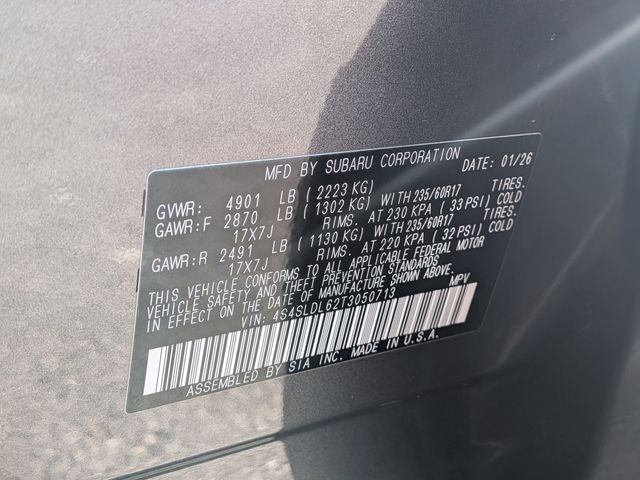 MFD BY SUBARU CORPORATION DATE: 01/26
GVWR: 4901 LB ( 2223 KG)
GAWR:F 2870 LB ( 1302 KG) WITH 235/60R17 TIRES.
17X7J RIMS. AT 230 KPA ( 33 PSI) COLD
GAWR:R 2491 LB ( 1130 KG) WITH 235/60R17 TIRES.
17X7J RIMS. AT 220 KPA ( 32 PSI) COLD
THIS VEHICLE CONFORMS TO ALL APPLICABLE FEDERAL MOTOR
VEHICLE SAFETY AND THEFT PREVENTION STANDARDS
IN EFFECT ON THE DATE OF MANUFACTURE SHOWN ABOVE.
VIN: 4S4SLDL62T3050713 MPV
ASSEMBLED BY SIA INC. MADE IN U.S.A.